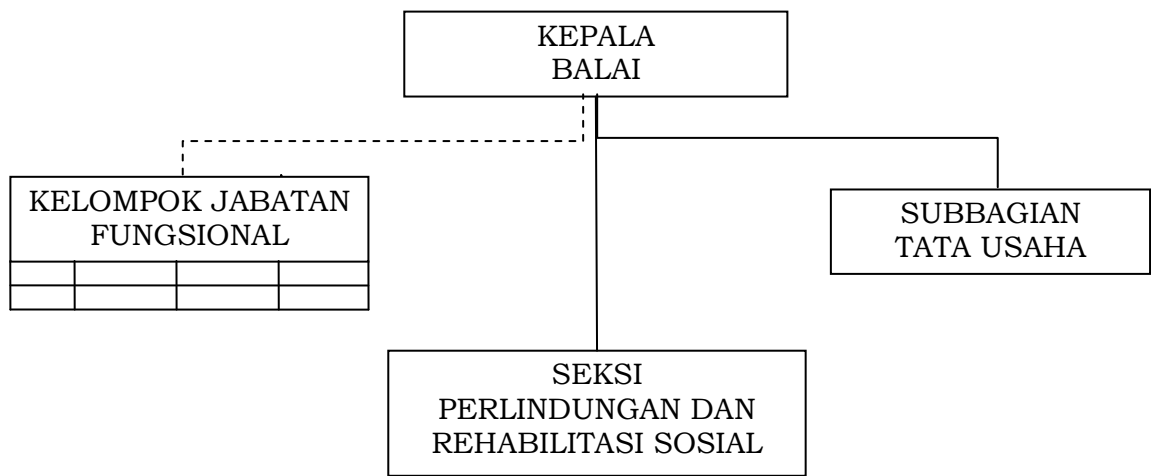 KEPALA
BALAI
KELOMPOK JABATAN
FUNGSIONAL
SUBBAGIAN
TATA USAHA
SEKSI
PERLINDUNGAN DAN
REHABILITASI SOSIAL